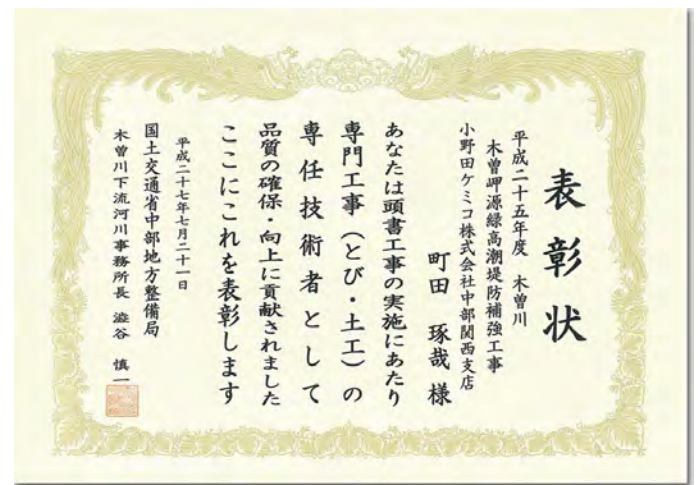 表彰状
平成二十五年度 木曽川
木曽岬源緑高潮堤防補強工事
小野田ケミコ株式会社中部関西支店
町田 琢哉 様
あなたは頭書工事の実施にあたり
専門工事(とび・土工)の
専任技術者として
品質の確保・向上に貢献されました
ここにこれを表彰します
平成二十七年七月二十一日
国土交通省中部地方整備局
木曽川下流河川事務所長 澁谷 慎一